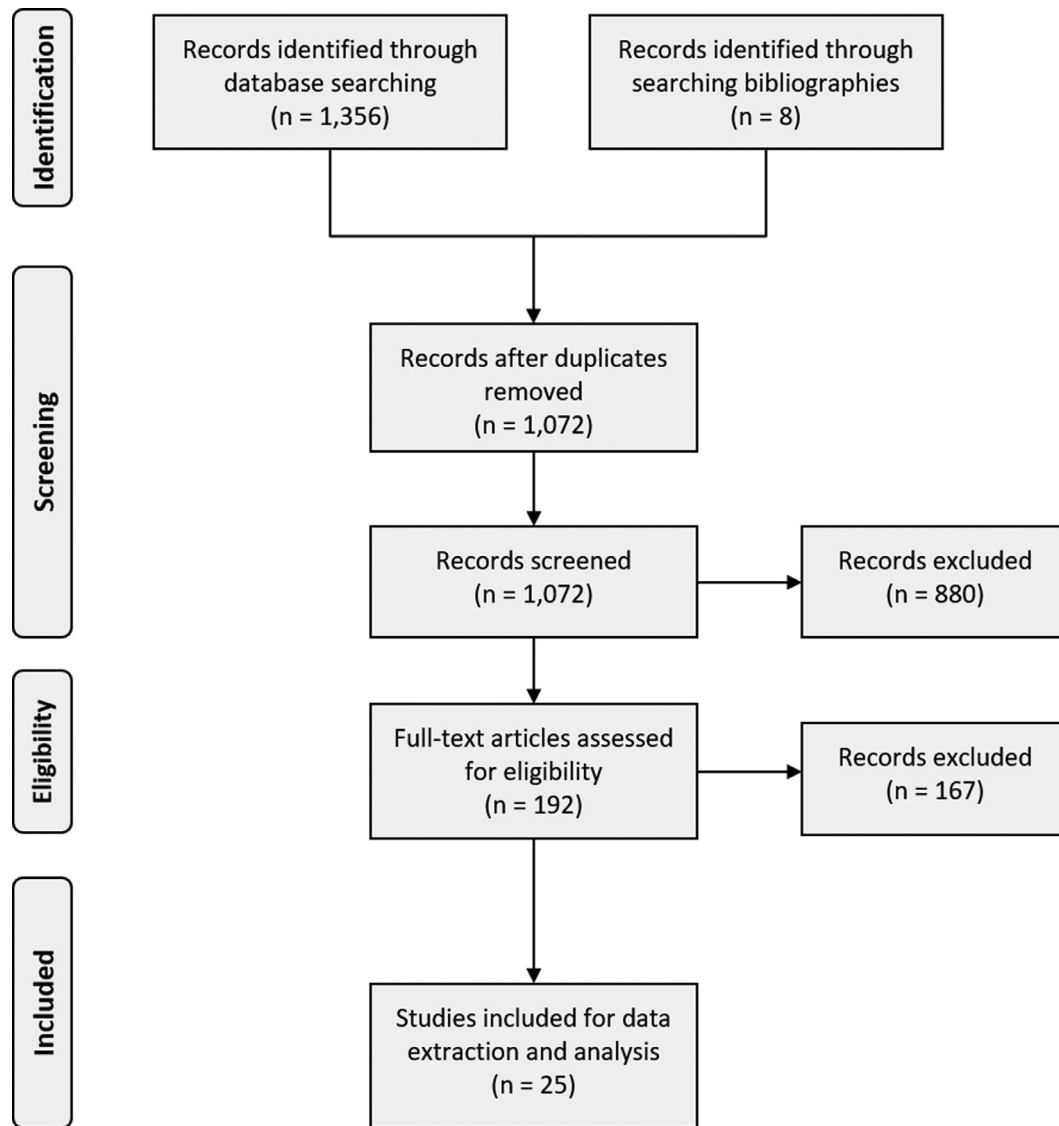 Identification
Records identified through
database searching
(n = 1,356)
Records identified through
searching bibliographies
(n = 8)
Screening
Records after duplicates
removed
(n = 1,072)
Records screened
(n = 1,072)
Records excluded
(n = 880)
Eligibility
Full-text articles assessed
for eligibility
(n = 192)
Records excluded
(n = 167)
Included
Studies included for data
extraction and analysis
(n = 25)